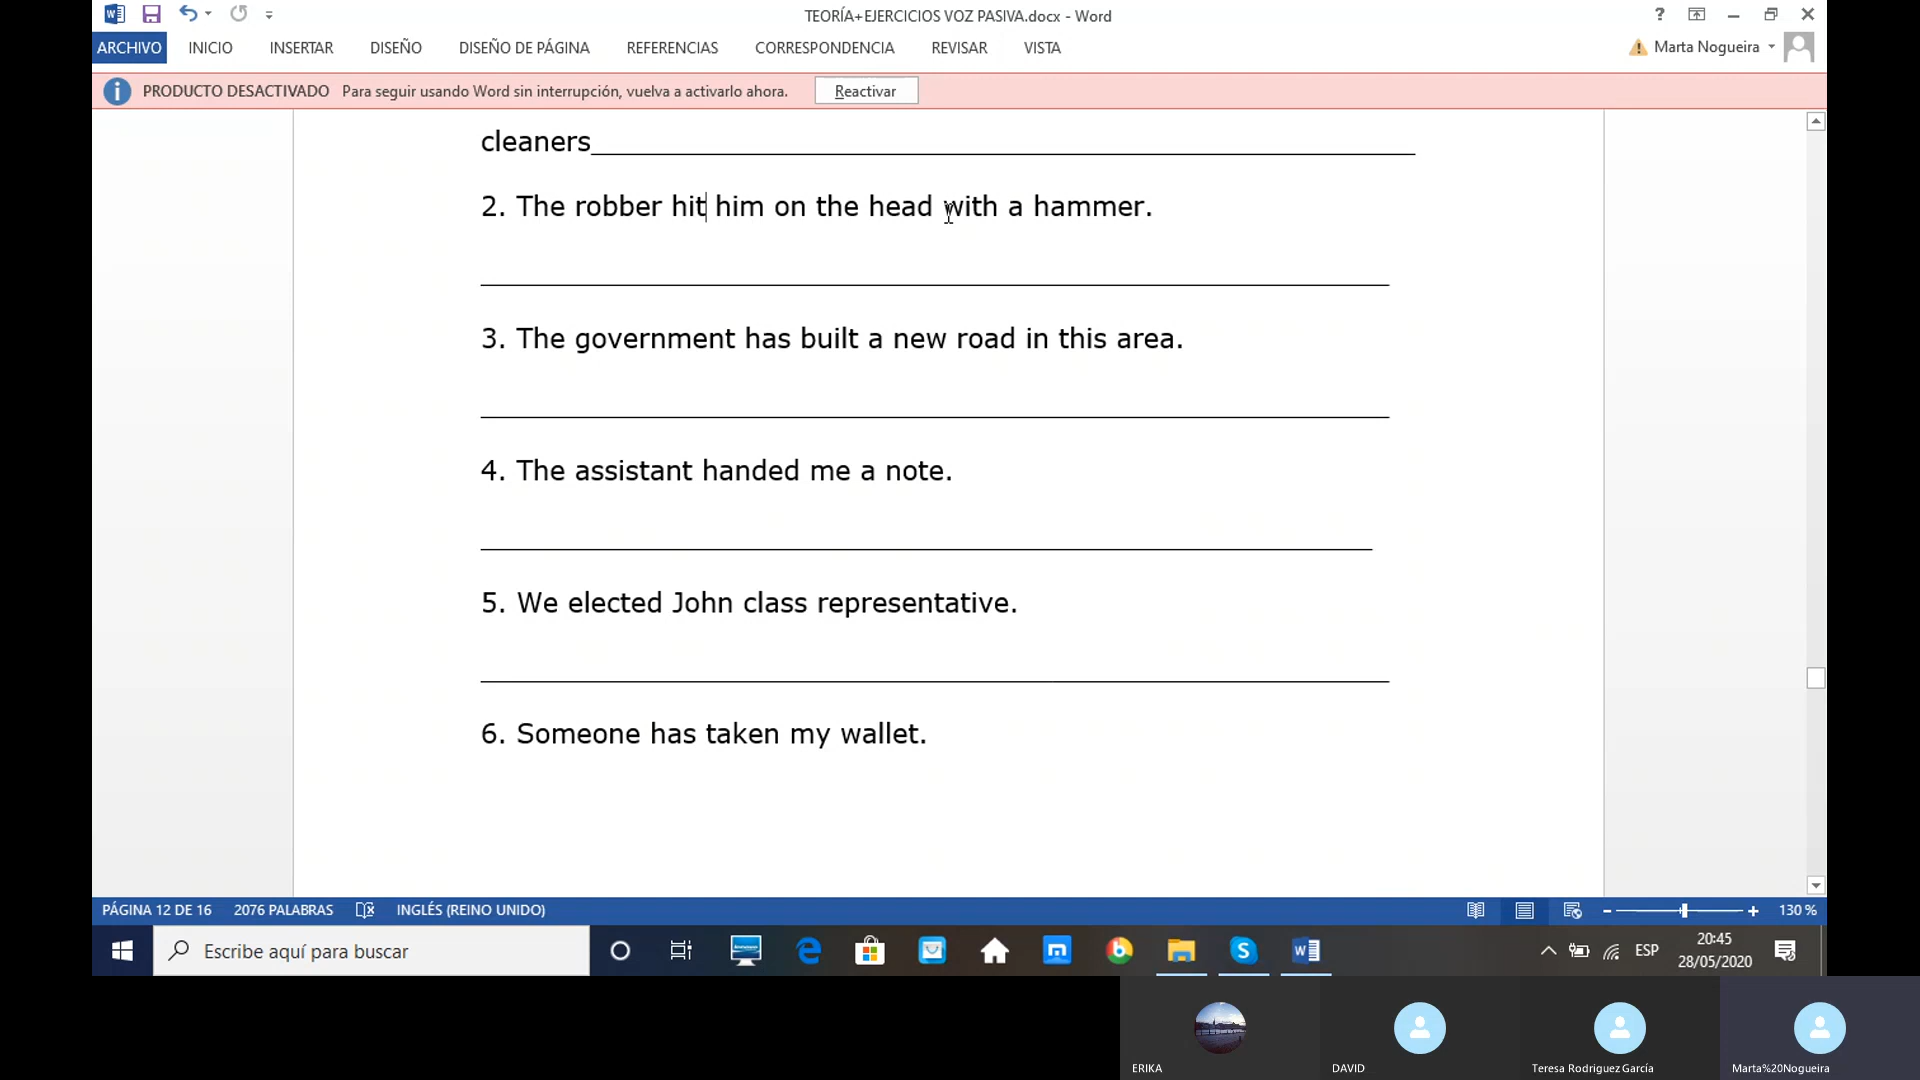 TEORÍA+EJERCICIOS VOZ PASIVA.docx - Word
?
ARCHIVO INICIO INSERTAR DISEÑO DISEÑO DE PÁGINA REFERENCIAS CORRESPONDENCIA REVISAR VISTA Marta Nogueira
PRODUCTO DESACTIVADO Para seguir usando Word sin interrupción, vuelva a activarlo ahora. Reactivar
cleaners
2. The robber hit him on the head with a hammer.
3. The government has built a new road in this area.
4. The assistant handed me a note.
5. We elected John class representative.
6. Someone has taken my wallet.
PÁGINA 12 DE 16 2076 PALABRAS INGLÉS (REINO UNIDO) 130 %
Escribe aquí para buscar ESP 20:45
28/05/2020
ERIKA DAVID Teresa Rodriguez García Marta%20Nogueira